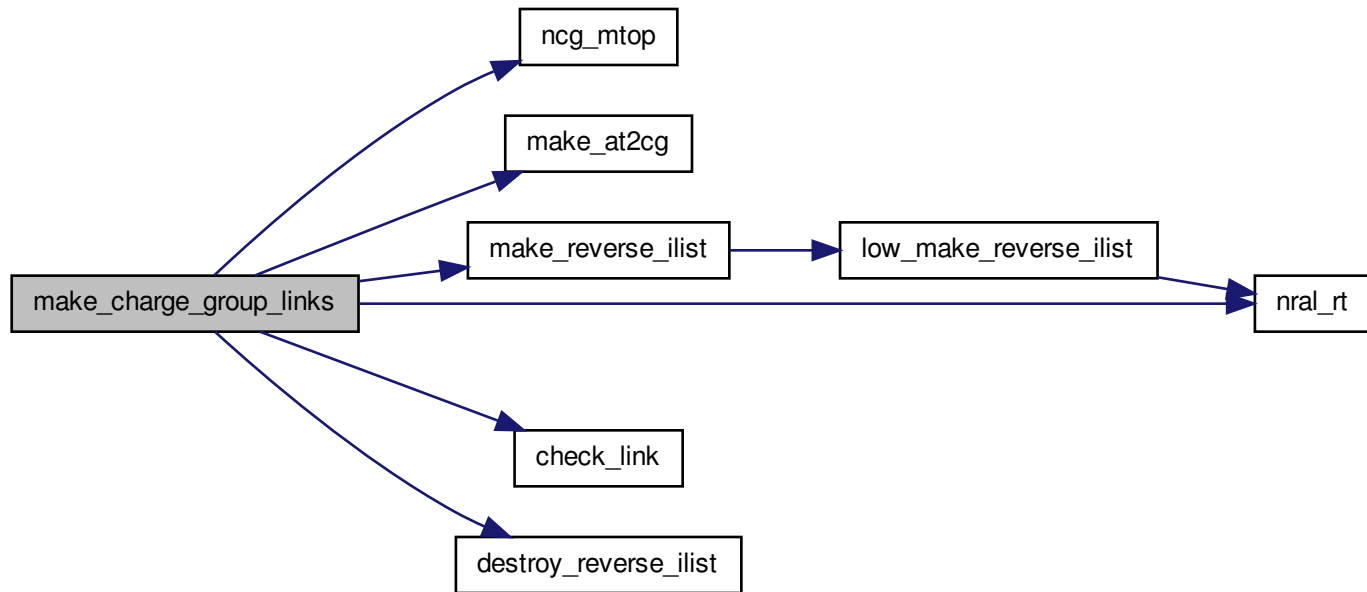 ncg_mtop
make_at2cg
make_reverse_ilist
low_make_reverse_ilist
make_charge_group_links
nral_rt
check_link
destroy_reverse_ilist